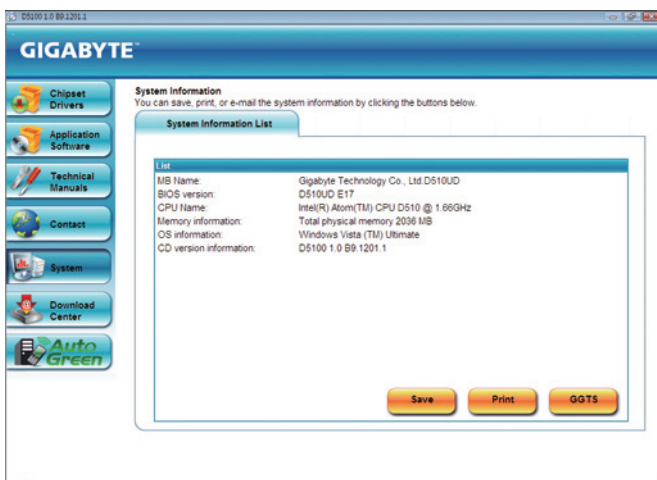 D5100 1.0 B9.1201.1
GIGABYTE™
Chipset
Drivers
Application
Software
Technical
Manuals
Contact
System
Download
Center
Auto
Green
System Information
You can save, print, or e-mail the system information by clicking the buttons below.
System Information List
List
MB Name: Gigabyte Technology Co., Ltd.D510UD
BIOS version: D510UD E17
CPU Name: Intel(R) Atom(TM) CPU D510 @ 1.66GHz
Memory information: Total physical memory 2036 MB
OS information: Windows Vista (TM) Ultimate
CD version information: D5100 1.0 B9.1201.1
Save Print GGTS